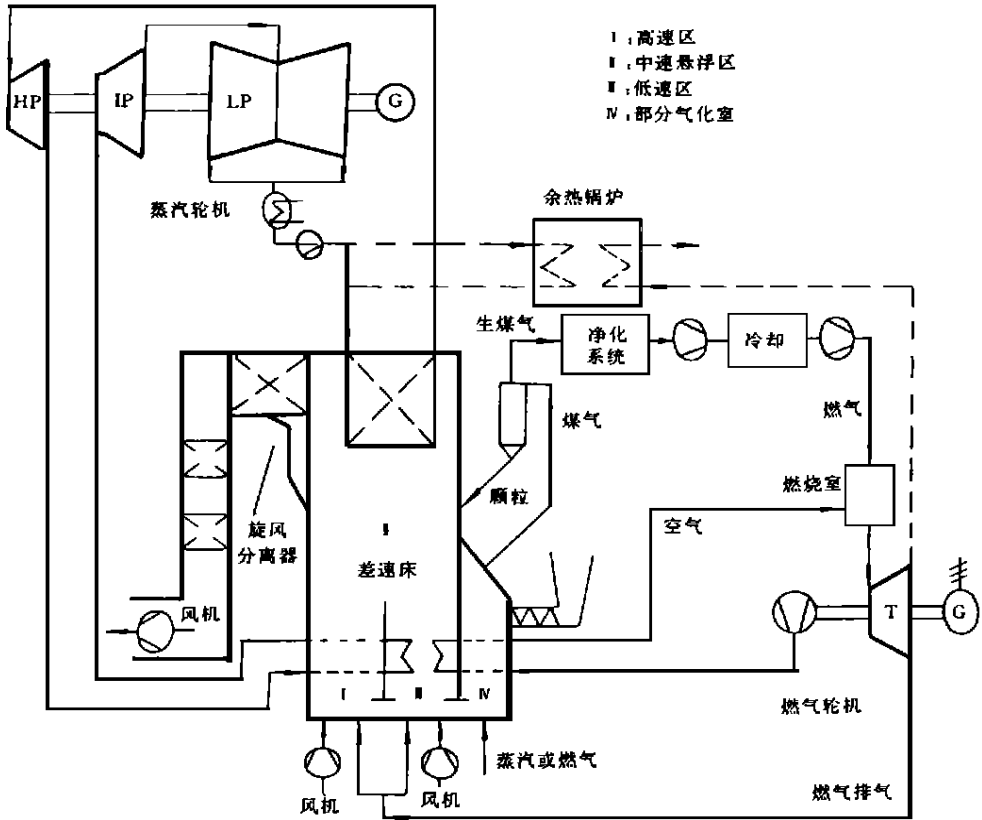 Ⅰ:高速区
Ⅱ:中速悬浮区
Ⅲ:低速区
Ⅳ:部分气化室
HP
IP
LP
G
蒸汽轮机
余热锅炉
生煤气
净化
系统
冷却
煤气
燃气
颗粒
燃烧室
空气
旋风
分离器
Ⅱ
差速床
风机
T
G
Ⅰ
Ⅲ
Ⅳ
燃气轮机
蒸汽或燃气
风机
风机
燃气排气